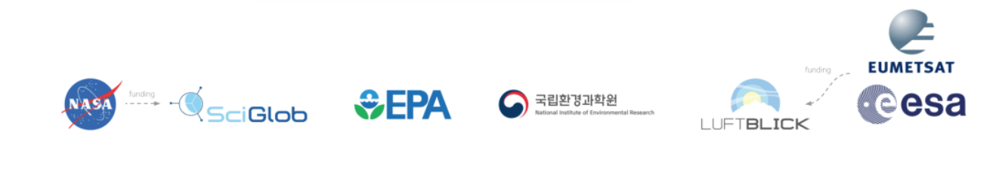 NASA
funding
SciGlob
EPA
국립환경과학원
National Institute of Environmental Research
LUFTBLICK
funding
EUMETSAT
esa